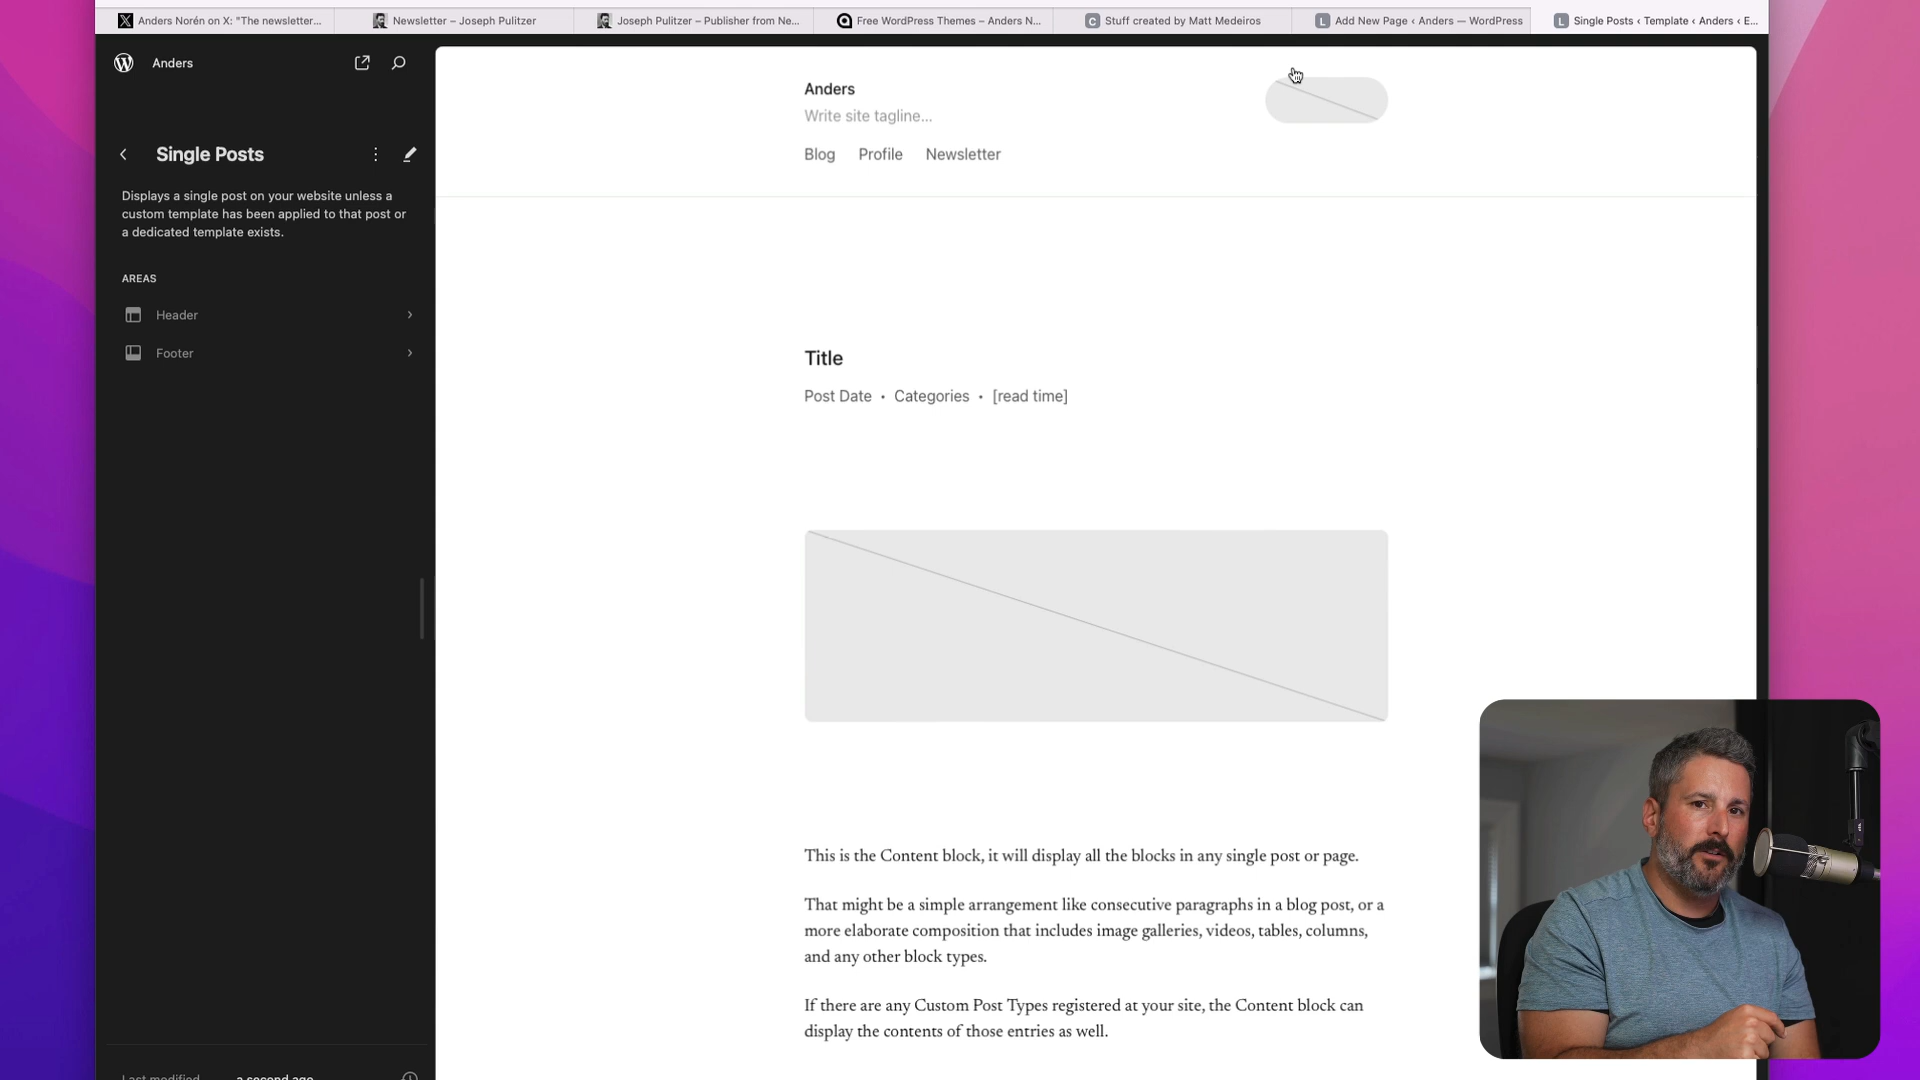 Anders Norén on X: "The newsletter...
Newsletter – Joseph Pulitzer
Joseph Pulitzer – Publisher from Ne...
Free WordPress Themes – Anders N...
C Stuff created by Matt Medeiros
L Add New Page ‹ Anders — WordPress
L Single Posts ‹ Template ‹ Anders ‹ E...
Anders
Single Posts
Displays a single post on your website unless a
custom template has been applied to that post or
a dedicated template exists.
AREAS
Header
Footer
Last modified a second ago
Anders
Write site tagline...
Blog Profile Newsletter
Title
Post Date • Categories • [read time]
This is the Content block, it will display all the blocks in any single post or page.
That might be a simple arrangement like consecutive paragraphs in a blog post, or a
more elaborate composition that includes image galleries, videos, tables, columns,
and any other block types.
If there are any Custom Post Types registered at your site, the Content block can
display the contents of those entries as well.